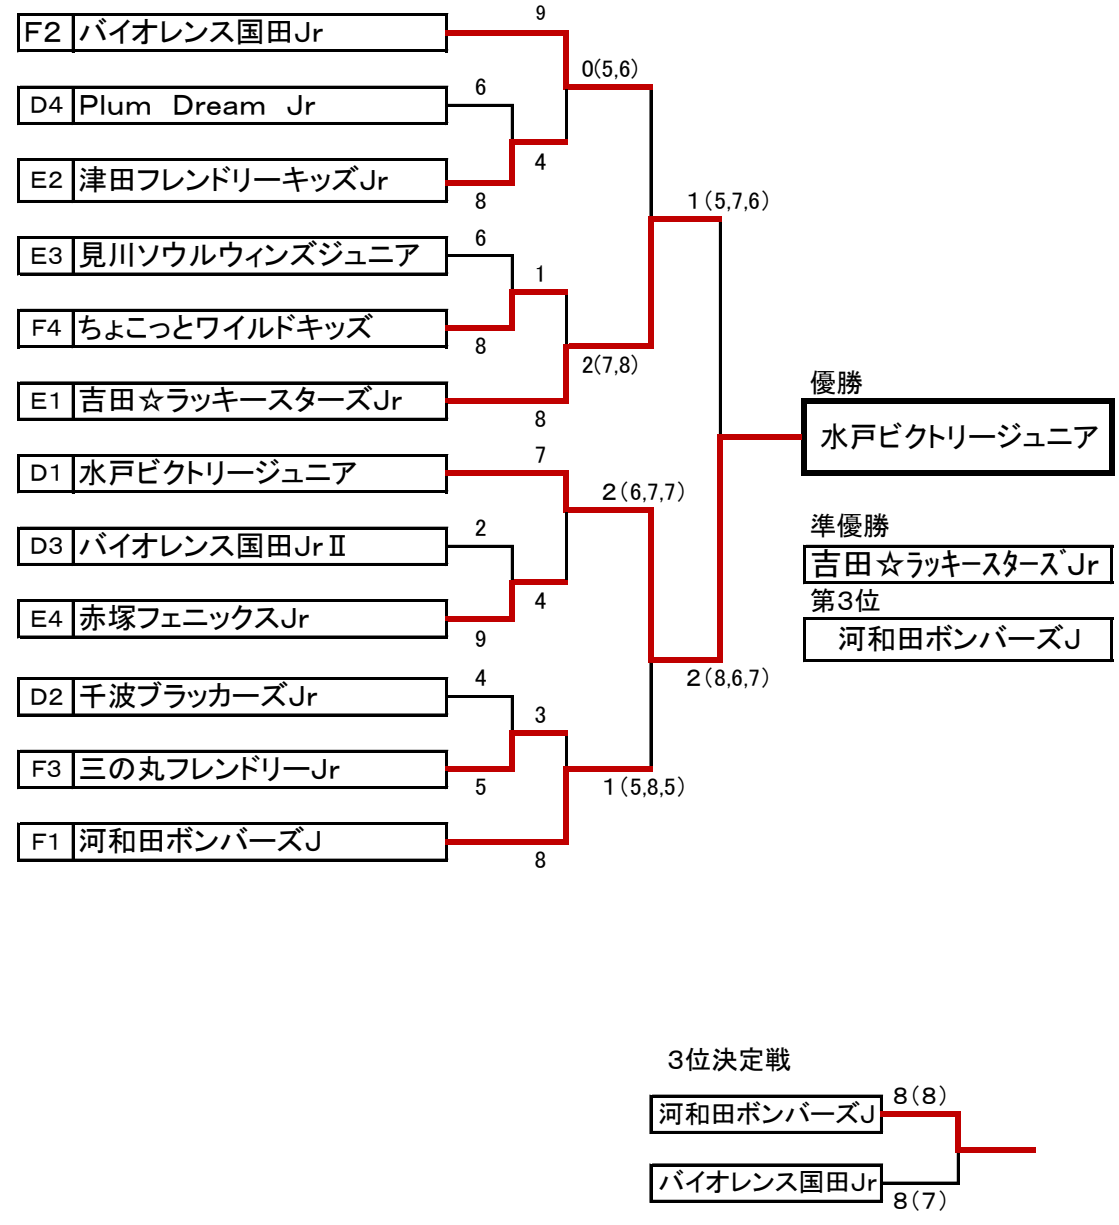 F2 バイオレンス国田Jr
9
0(5,6)
D4 Plum Dream Jr
6
4
E2 津田フレンドリーキッズJr
8
1(5,7,6)
E3 見川ソウルウィンズジュニア
6
1
F4 ちょこっとワイルドキッズ
8
2(7,8)
E1 吉田☆ラッキースターズJr
8
優勝
水戸ビクトリージュニア
D1 水戸ビクトリージュニア
7
2(6,7,7)
準優勝
吉田☆ラッキースターズJr
第3位
河和田ボンバーズJ
D3 バイオレンス国田JrⅡ
2
4
E4 赤塚フェニックスJr
9
2(8,6,7)
D2 千波ブラッカーズJr
4
3
F3 三の丸フレンドリーJr
5
1(5,8,5)
F1 河和田ボンバーズJ
8
3位決定戦
河和田ボンバーズJ
8(8)
バイオレンス国田Jr
8(7)